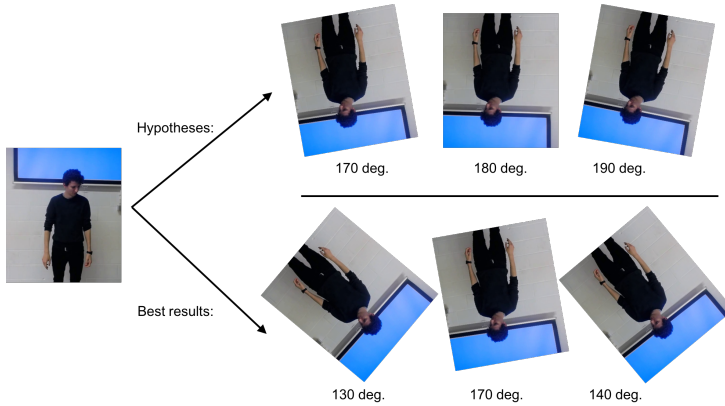 Hypotheses:
170 deg.
180 deg.
190 deg.
Best results:
130 deg.
170 deg.
140 deg.